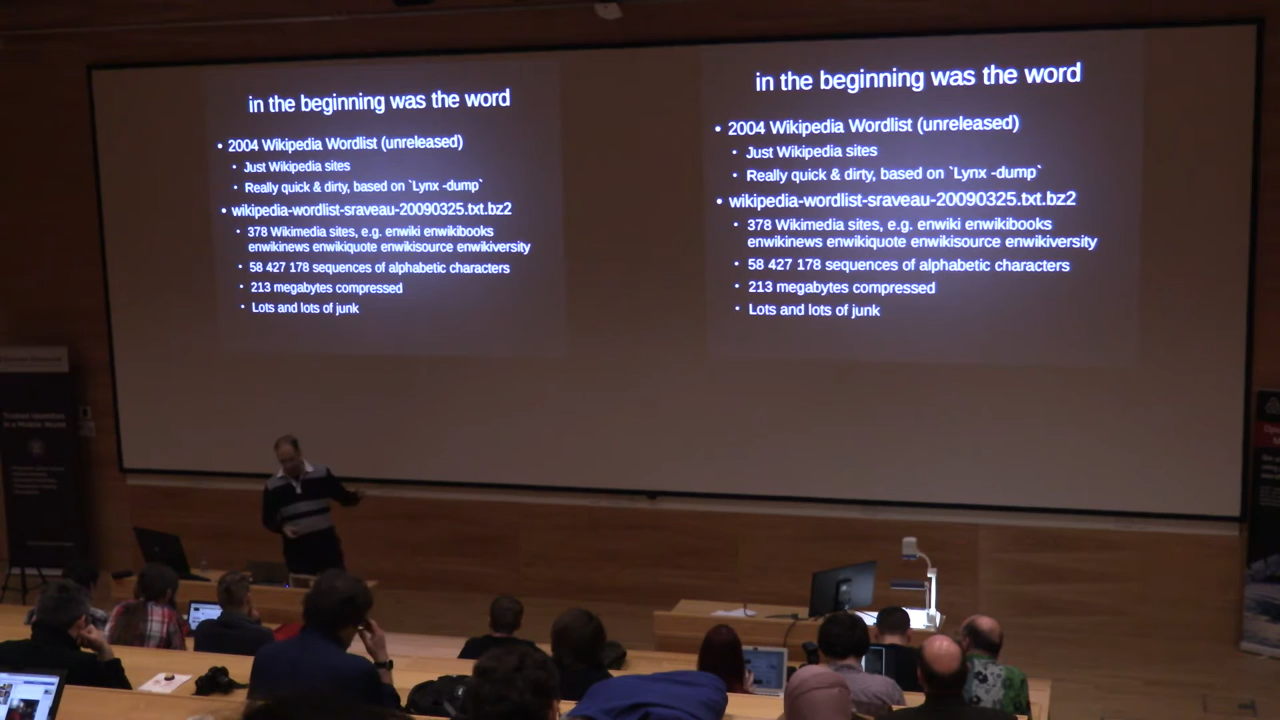 in the beginning was the word
• 2004 Wikipedia Wordlist (unreleased)
• Just Wikipedia sites
• Really quick & dirty, based on `Lynx -dump`
• wikipedia-wordlist-sraveau-20090325.txt.bz2
• 378 Wikimedia sites, e.g. enwiki enwikibooks
enwikinews enwikiquote enwikisource enwikiversity
• 58 427 178 sequences of alphabetic characters
• 213 megabytes compressed
• Lots and lots of junk
in the beginning was the word
• 2004 Wikipedia Wordlist (unreleased)
• Just Wikipedia sites
• Really quick & dirty, based on `Lynx -dump`
• wikipedia-wordlist-sraveau-20090325.txt.bz2
• 378 Wikimedia sites, e.g. enwiki enwikibooks
enwikinews enwikiquote enwikisource enwikiversity
• 58 427 178 sequences of alphabetic characters
• 213 megabytes compressed
• Lots and lots of junk